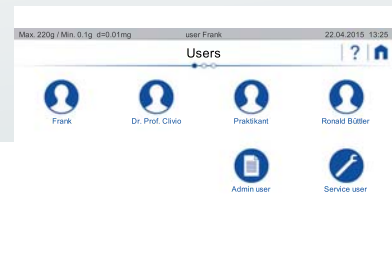 Max. 220g / Min. 0.1g d=0.01mg user Frank 22.04.2015 13:25
Users ?
Frank Dr. Prof. Clivio Praktikant Ronald Büttler
Admin user Service user